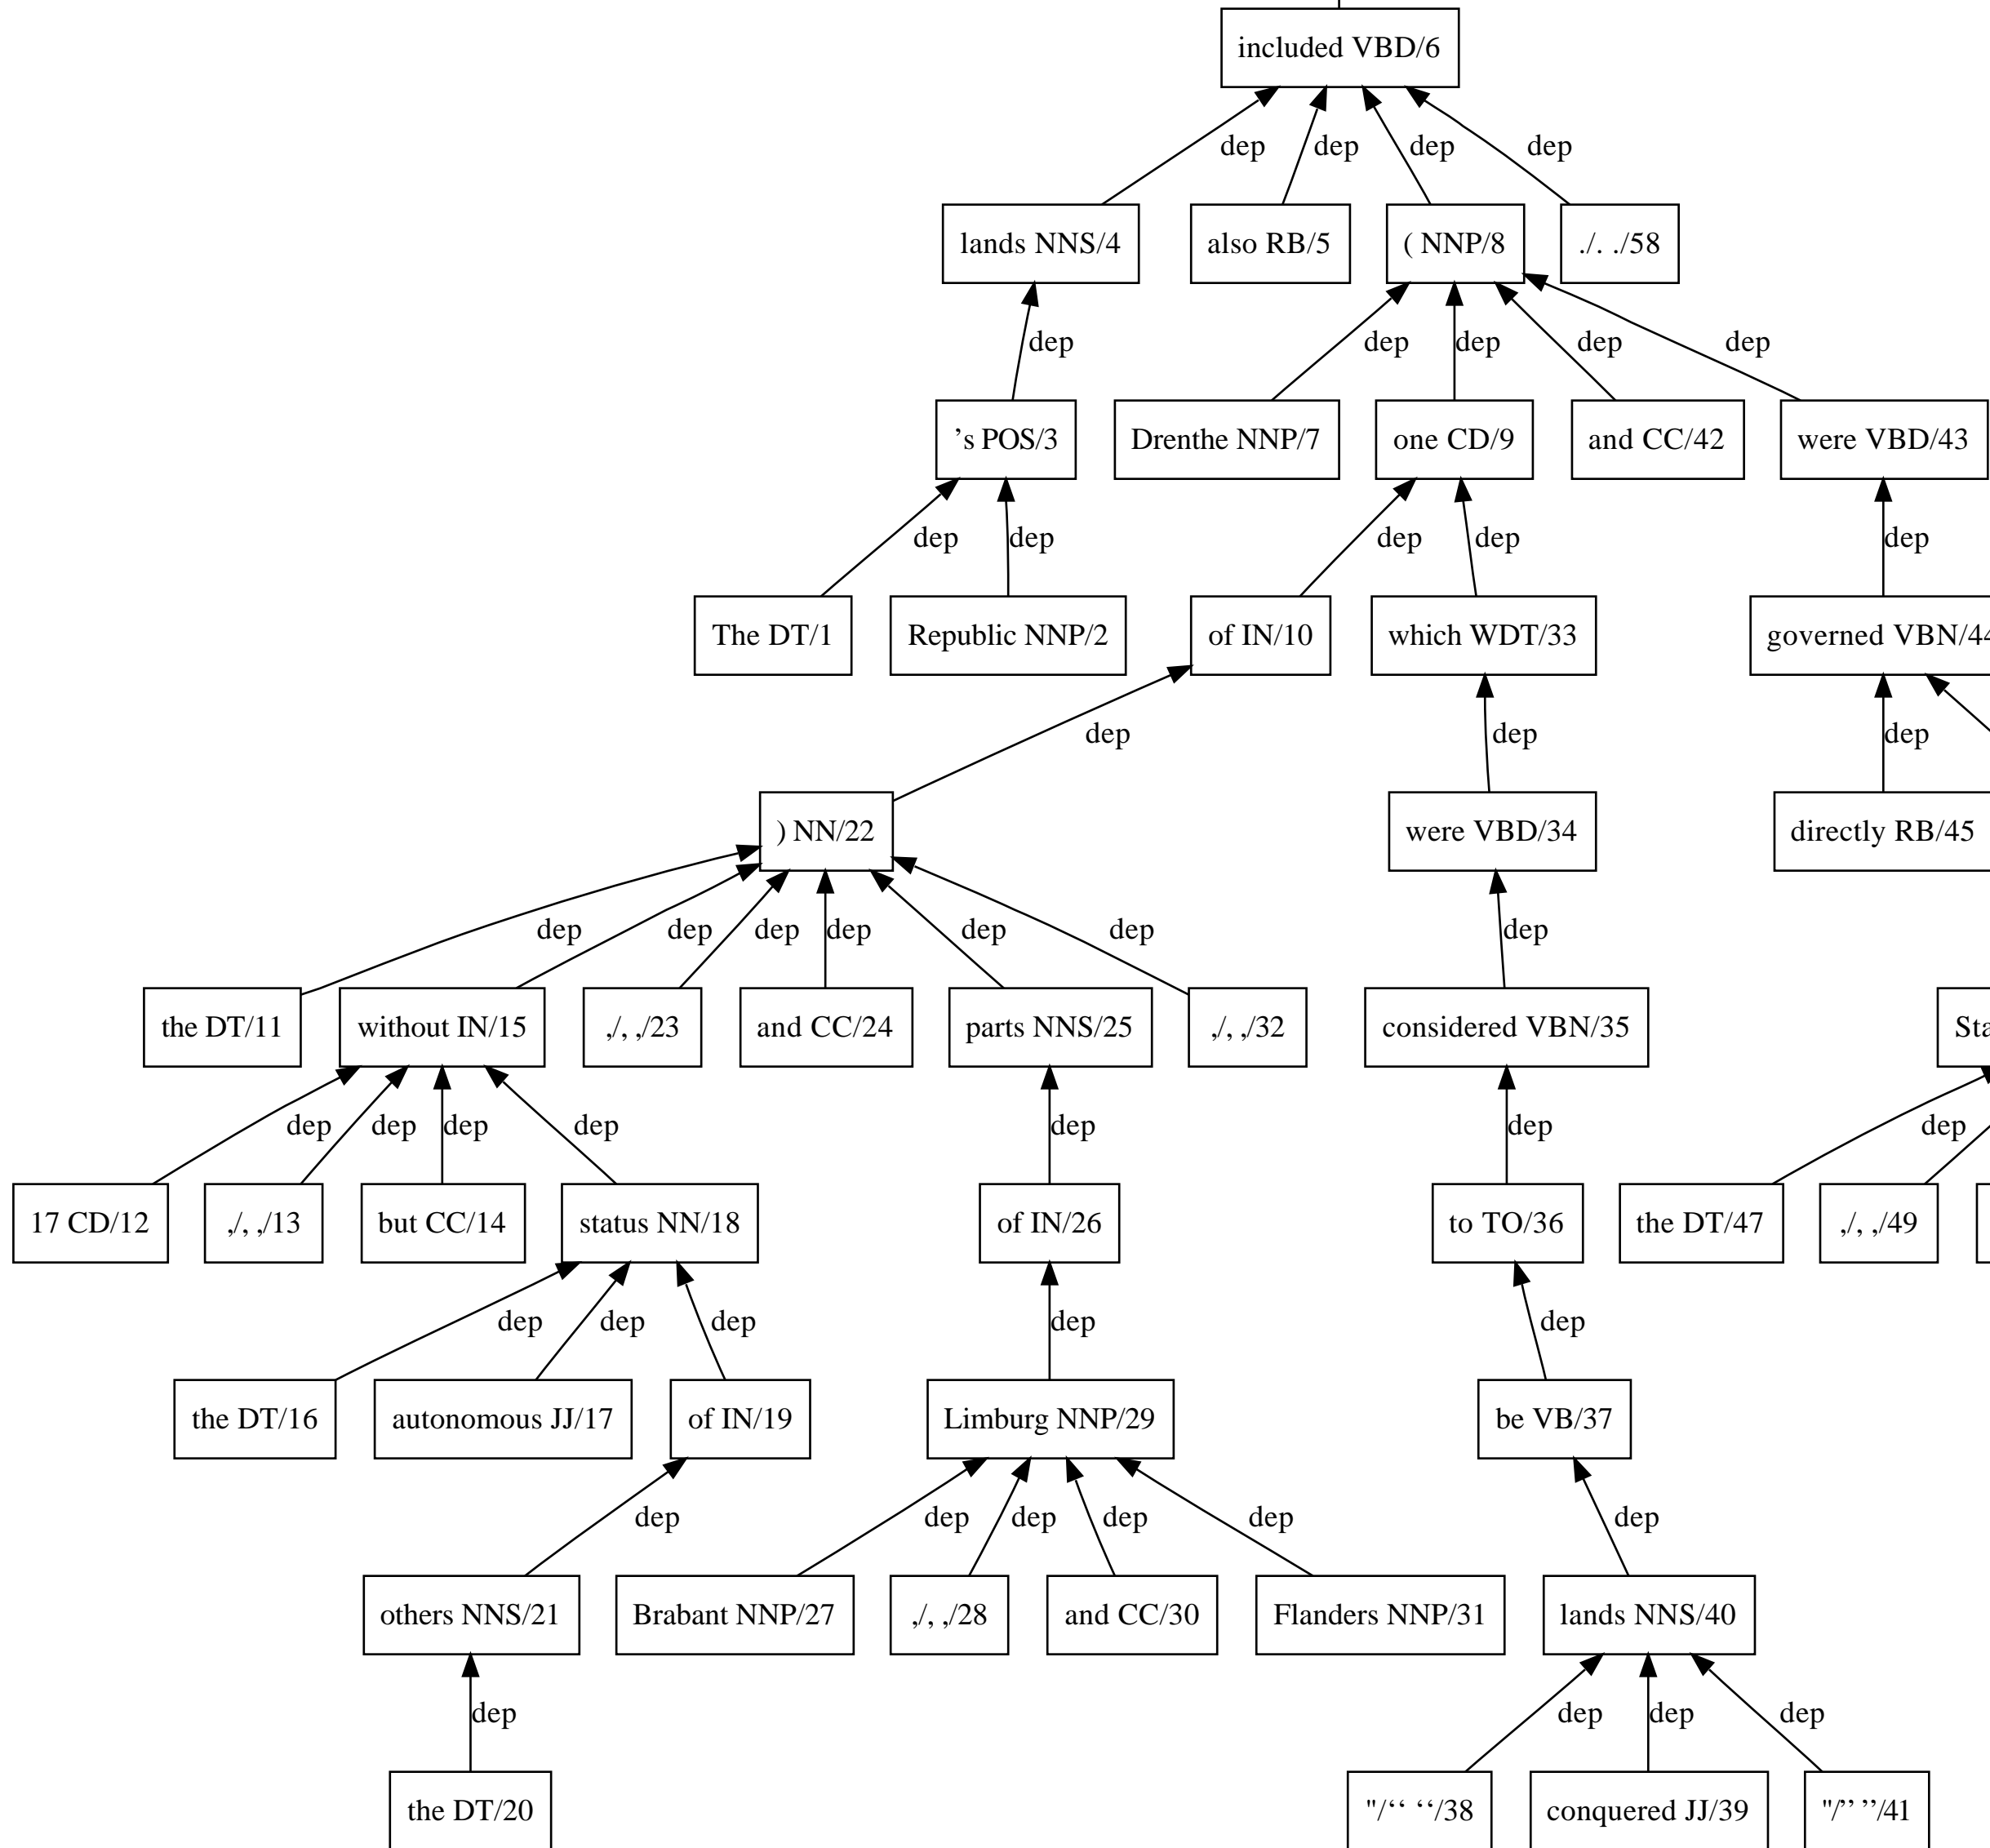 included VBD/6
dep dep dep dep
lands NNS/4 also RB/5 ( NNP/8 ./. ./58
dep dep dep dep dep
’s POS/3 Drenthe NNP/7 one CD/9 and CC/42 were VBD/43
dep dep dep dep dep
The DT/1 Republic NNP/2 of IN/10 which WDT/33 governed VBN/44
dep dep dep
) NN/22 were VBD/34 directly RB/45
dep dep dep dep dep dep dep
the DT/11 without IN/15 ,/, ,/23 and CC/24 parts NNS/25 ,/, ,/32 considered VBN/35
dep dep dep dep dep dep dep
17 CD/12 ,/, ,/13 but CC/14 status NN/18 of IN/26 to TO/36 the DT/47 ,/, ,/49
dep dep dep dep dep
the DT/16 autonomous JJ/17 of IN/19 Limburg NNP/29 be VB/37
dep dep dep dep dep dep
others NNS/21 Brabant NNP/27 ,/, ,/28 and CC/30 Flanders NNP/31 lands NNS/40
dep dep dep dep
the DT/20 "/“ “/38 conquered JJ/39 "/” ”/41